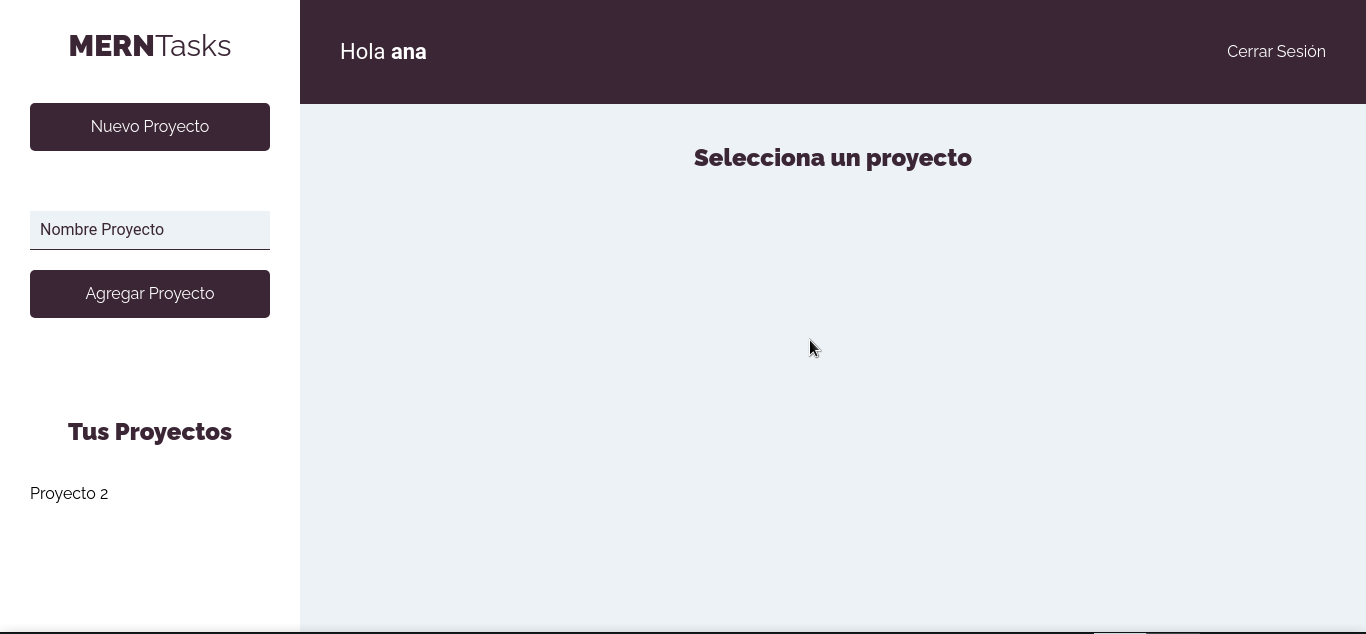 MERNTasks
Nuevo Proyecto
Nombre Proyecto
Agregar Proyecto
Tus Proyectos
Proyecto 2
Hola ana
Cerrar Sesión
Selecciona un proyecto